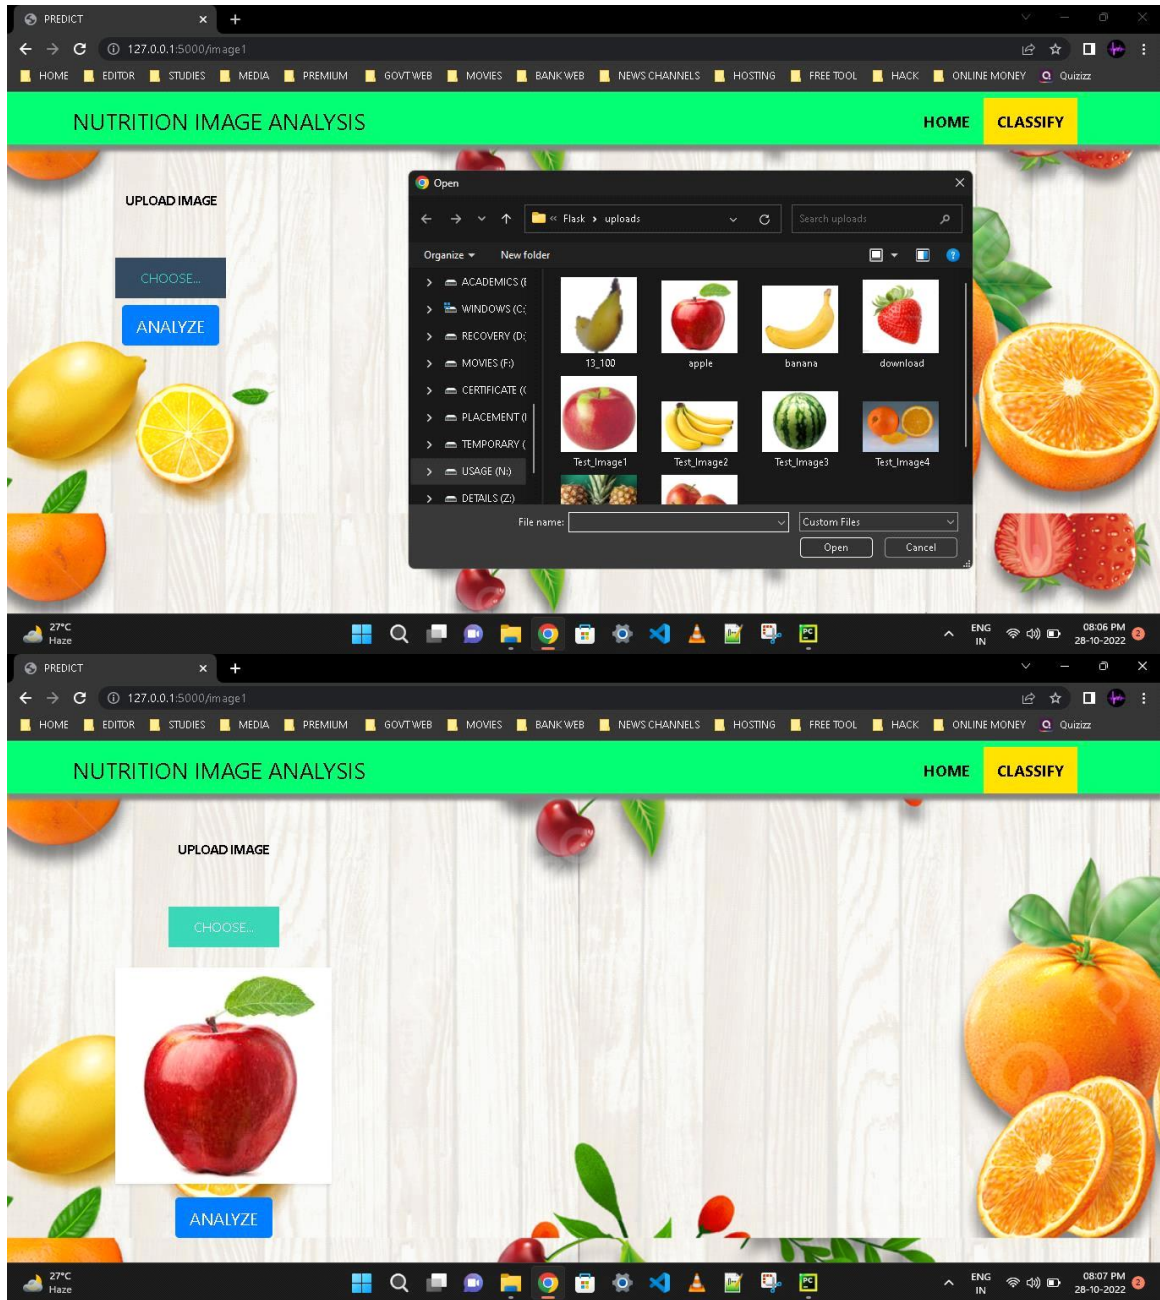 PREDICT
127.0.0.1:5000/image1
HOME EDITOR STUDIES MEDIA PREMIUM GOVT WEB MOVIES BANK WEB NEWS CHANNELS HOSTING FREE TOOL HACK ONLINE MONEY Quizizz
NUTRITION IMAGE ANALYSIS HOME CLASSIFY
UPLOAD IMAGE
CHOOSE...
ANALYZE
Open
« Flask › uploads Search uploads
Organize New folder
ACADEMICS (E
WINDOWS (C:)
RECOVERY (D:)
MOVIES (F:)
CERTIFICATE (
PLACEMENT (
TEMPORARY (
USAGE (N:)
DETAILS (Z:)
13_100 apple banana download
Test_Image1 Test_Image2 Test_Image3 Test_Image4
File name: Custom Files
Open Cancel
27°C
Haze
ENG
IN
08:06 PM
28-10-2022
2
PREDICT
127.0.0.1:5000/image1
HOME EDITOR STUDIES MEDIA PREMIUM GOVT WEB MOVIES BANK WEB NEWS CHANNELS HOSTING FREE TOOL HACK ONLINE MONEY Quizizz
NUTRITION IMAGE ANALYSIS HOME CLASSIFY
UPLOAD IMAGE
CHOOSE...
ANALYZE
27°C
Haze
ENG
IN
08:07 PM
28-10-2022
2